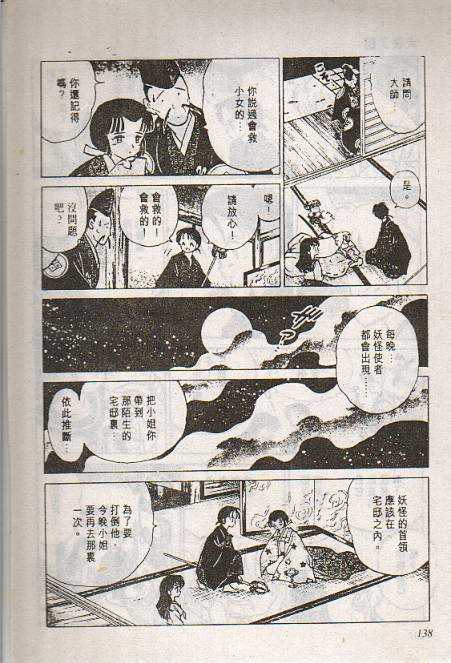 請問
大師
是。
你說過會救
小女的！
你還記得
嗎？
嗯！
請放心！
會救的！
會救的！
沒問題
吧？
每晚…
妖怪使者
都會出現……
把小姐你
帶到
那陌生的
宅邸裏…
依此推斷…
妖怪的首領
應該在
宅邸之內。
為了要
打倒他，
今晚小姐
要再去那裏
一次。
138